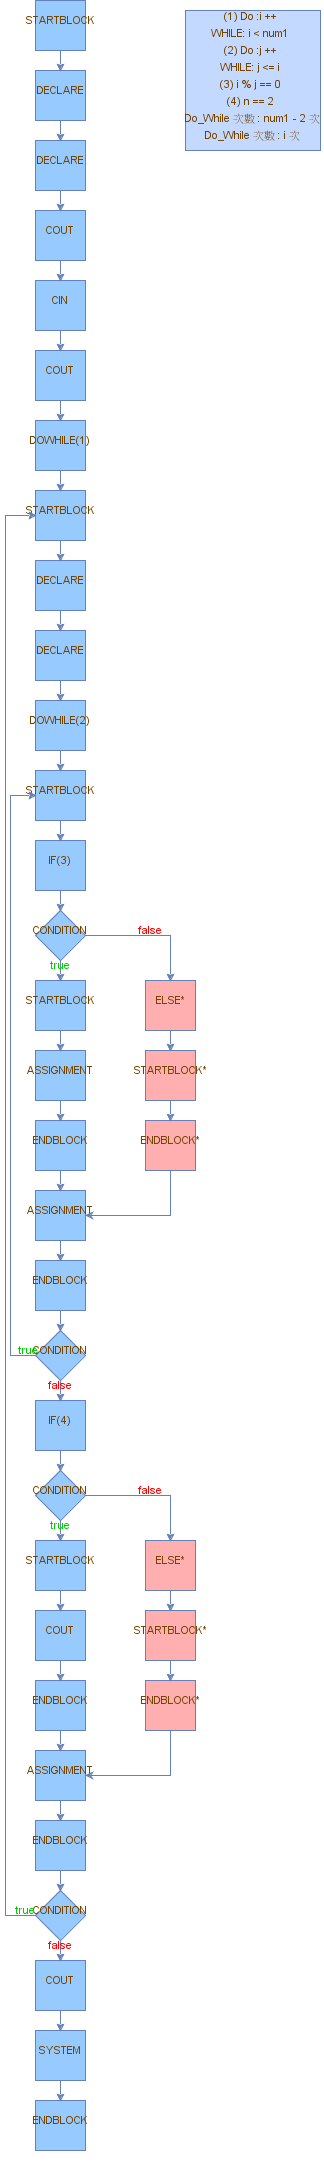 STARTBLOCK
(1) Do :i ++
WHILE: i < num1
(2) Do :j ++
WHILE: j <= i
(3) i % j == 0
(4) n == 2
Do_While 次數 : num1 - 2 次
Do_While 次數 : i 次
DECLARE
DECLARE
COUT
CIN
COUT
DOWHILE(1)
STARTBLOCK
DECLARE
DECLARE
DOWHILE(2)
STARTBLOCK
IF(3)
CONDITION
false
true
STARTBLOCK
ELSE*
ASSIGNMENT
STARTBLOCK*
ENDBLOCK
ENDBLOCK*
ASSIGNMENT
ENDBLOCK
true
CONDITION
false
IF(4)
CONDITION
false
true
STARTBLOCK
ELSE*
COUT
STARTBLOCK*
ENDBLOCK
ENDBLOCK*
ASSIGNMENT
ENDBLOCK
true
CONDITION
false
COUT
SYSTEM
ENDBLOCK